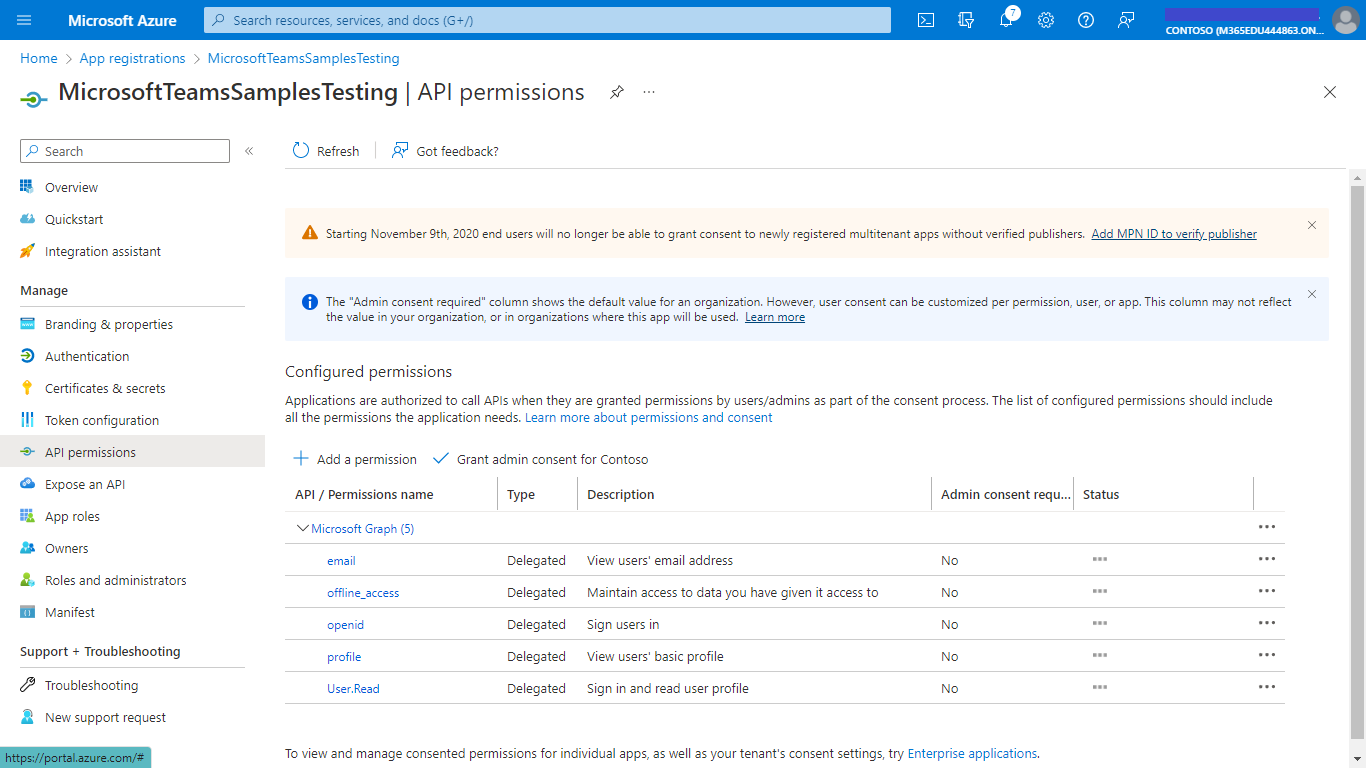 Microsoft Azure
Search resources, services, and docs (G+/)
7
CONTOSO (M365EDU444863.ON...
Home > App registrations > MicrosoftTeamsSamplesTesting
MicrosoftTeamsSamplesTesting | API permissions
Search
«
Refresh
Got feedback?
Overview
Quickstart
Integration assistant
Manage
Branding & properties
Authentication
Certificates & secrets
Token configuration
API permissions
Expose an API
App roles
Owners
Roles and administrators
Manifest
Support + Troubleshooting
Troubleshooting
New support request
https://portal.azure.com/#
Starting November 9th, 2020 end users will no longer be able to grant consent to newly registered multitenant apps without verified publishers. Add MPN ID to verify publisher
The "Admin consent required" column shows the default value for an organization. However, user consent can be customized per permission, user, or app. This column may not reflect
the value in your organization, or in organizations where this app will be used. Learn more
Configured permissions
Applications are authorized to call APIs when they are granted permissions by users/admins as part of the consent process. The list of configured permissions should include
all the permissions the application needs. Learn more about permissions and consent
Add a permission
Grant admin consent for Contoso
API / Permissions name Type Description Admin consent requ... Status
Microsoft Graph (5)
email Delegated View users' email address No
offline_access Delegated Maintain access to data you have given it access to No
openid Delegated Sign users in No
profile Delegated View users' basic profile No
User.Read Delegated Sign in and read user profile No
To view and manage consented permissions for individual apps, as well as your tenant's consent settings, try Enterprise applications.